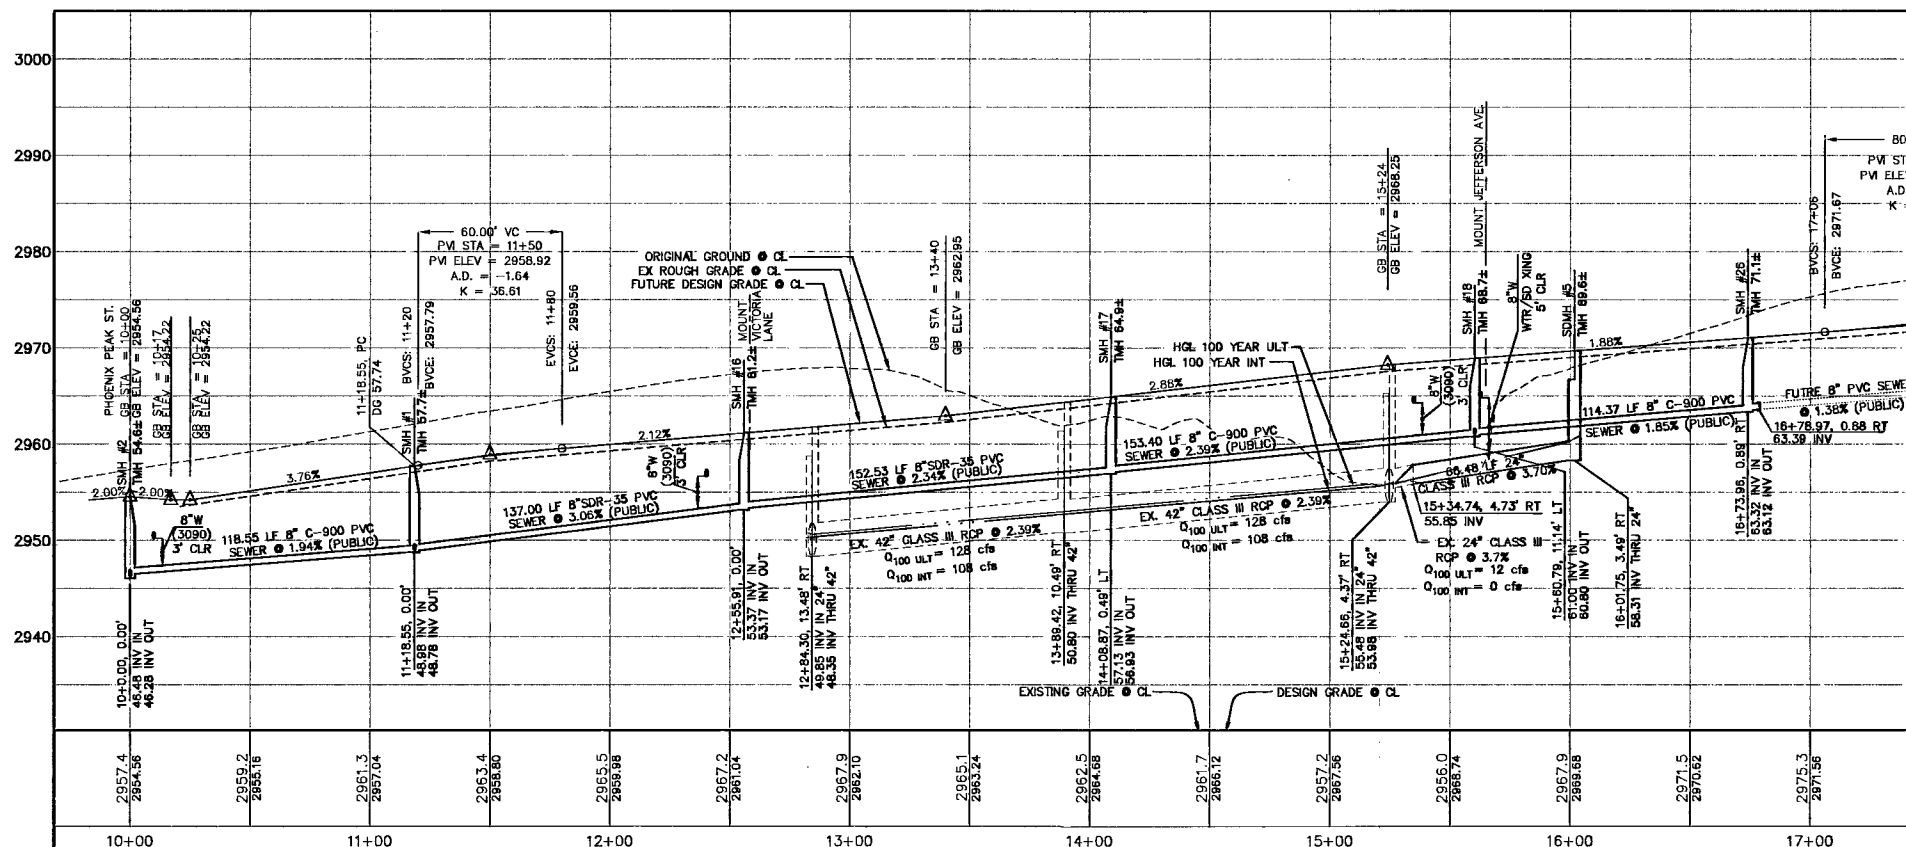 3000
2990
2980
2970
2960
2950
2940
PHOENIX PEAK ST.
GB STA = 10+00
GB ELEV = 2954.56
SMH #2
TMH 54.6±
GB STA = 10+17
GB ELEV = 2954.22
GB STA = 10+25
GB ELEV = 2954.22
2.00%
2.00%
8"W
(3090)
3' CLR
3.76%
118.55 LF 8" C-900 PVC
SEWER @ 1.94% (PUBLIC)
10+0.00, 0.00'
46.48 INV IN
46.28 INV OUT
11+18.55, PC
DG 57.74
BVCS: 11+20
BVCE: 2957.79
SMH #1
TMH 57.7±
60.00' VC
PVI STA = 11+50
PVI ELEV = 2958.92
A.D. = -1.64
K = 36.61
EVCS: 11+80
EVCE: 2959.56
11+18.55, 0.00'
48.98 INV IN
48.78 INV OUT
137.00 LF 8"SDR-35 PVC
SEWER @ 3.06% (PUBLIC)
2.12%
8"W
(3090)
3' CLR
ORIGINAL GROUND @ CL
EX ROUGH GRADE @ CL
FUTURE DESIGN GRADE @ CL
SMH #16
TMH 61.2±
MOUNT
VICTORIA
LANE
12+55.91, 0.00'
53.37 INV IN
53.17 INV OUT
12+84.30, 13.48' RT
49.85 INV IN 24"
48.35 INV THRU 42"
152.53 LF 8"SDR-35 PVC
SEWER @ 2.34% (PUBLIC)
EX. 42" CLASS III RCP @ 2.39%
Q100 ULT = 128 cfs
Q100 INT = 108 cfs
GB STA = 13+40
GB ELEV = 2962.95
13+89.42, 10.49' RT
50.80 INV THRU 42"
SMH #17
TMH 64.9±
14+08.87, 0.49' LT
57.13 INV IN
56.93 INV OUT
2.88%
153.40 LF 8" C-900 PVC
SEWER @ 2.39% (PUBLIC)
HGL 100 YEAR ULT
HGL 100 YEAR INT
EX. 42" CLASS III RCP @ 2.39%
Q100 ULT = 128 cfs
Q100 INT = 108 cfs
EXISTING GRADE @ CL
DESIGN GRADE @ CL
GB STA = 15+24
GB ELEV = 2968.25
15+24.66, 4.37' RT
55.48 INV IN 24"
53.98 INV THRU 42"
8"W
(3090)
3' CLR
SMH #18
TMH 68.7±
MOUNT JEFFERSON AVE.
8"W
WTR/SD XING
5' CLR
SDMH #5
TMH 69.6±
66.48 LF 24"
CLASS III RCP @ 3.70%
15+34.74, 4.73' RT
55.85 INV
EX. 24" CLASS III
RCP @ 3.7%
Q100 ULT = 12 cfs
Q100 INT = 0 cfs
15+60.79, 11.14' LT
61.00 INV IN
60.80 INV OUT
16+01.75, 3.49' RT
58.31 INV THRU 24"
1.88%
114.37 LF 8" C-900 PVC
SEWER @ 1.85% (PUBLIC)
SMH #26
TMH 71.1±
16+73.96, 0.89' RT
63.32 INV IN
63.12 INV OUT
FUTRE 8" PVC SEWE
@ 1.38% (PUBLIC)
16+78.97, 0.88 RT
63.39 INV
BVCS: 17+06
BVCE: 2971.67
80
PVI ST
PVI ELE
A.D.
K =
2957.4
2954.56
2959.2
2955.16
2961.3
2957.04
2963.4
2958.80
2965.5
2959.98
2967.2
2961.04
2967.9
2962.10
2965.1
2963.24
2962.5
2964.68
2961.7
2966.12
2957.2
2967.56
2956.0
2968.74
2967.9
2969.68
2971.5
2970.62
2975.3
2971.56
10+00
11+00
12+00
13+00
14+00
15+00
16+00
17+00